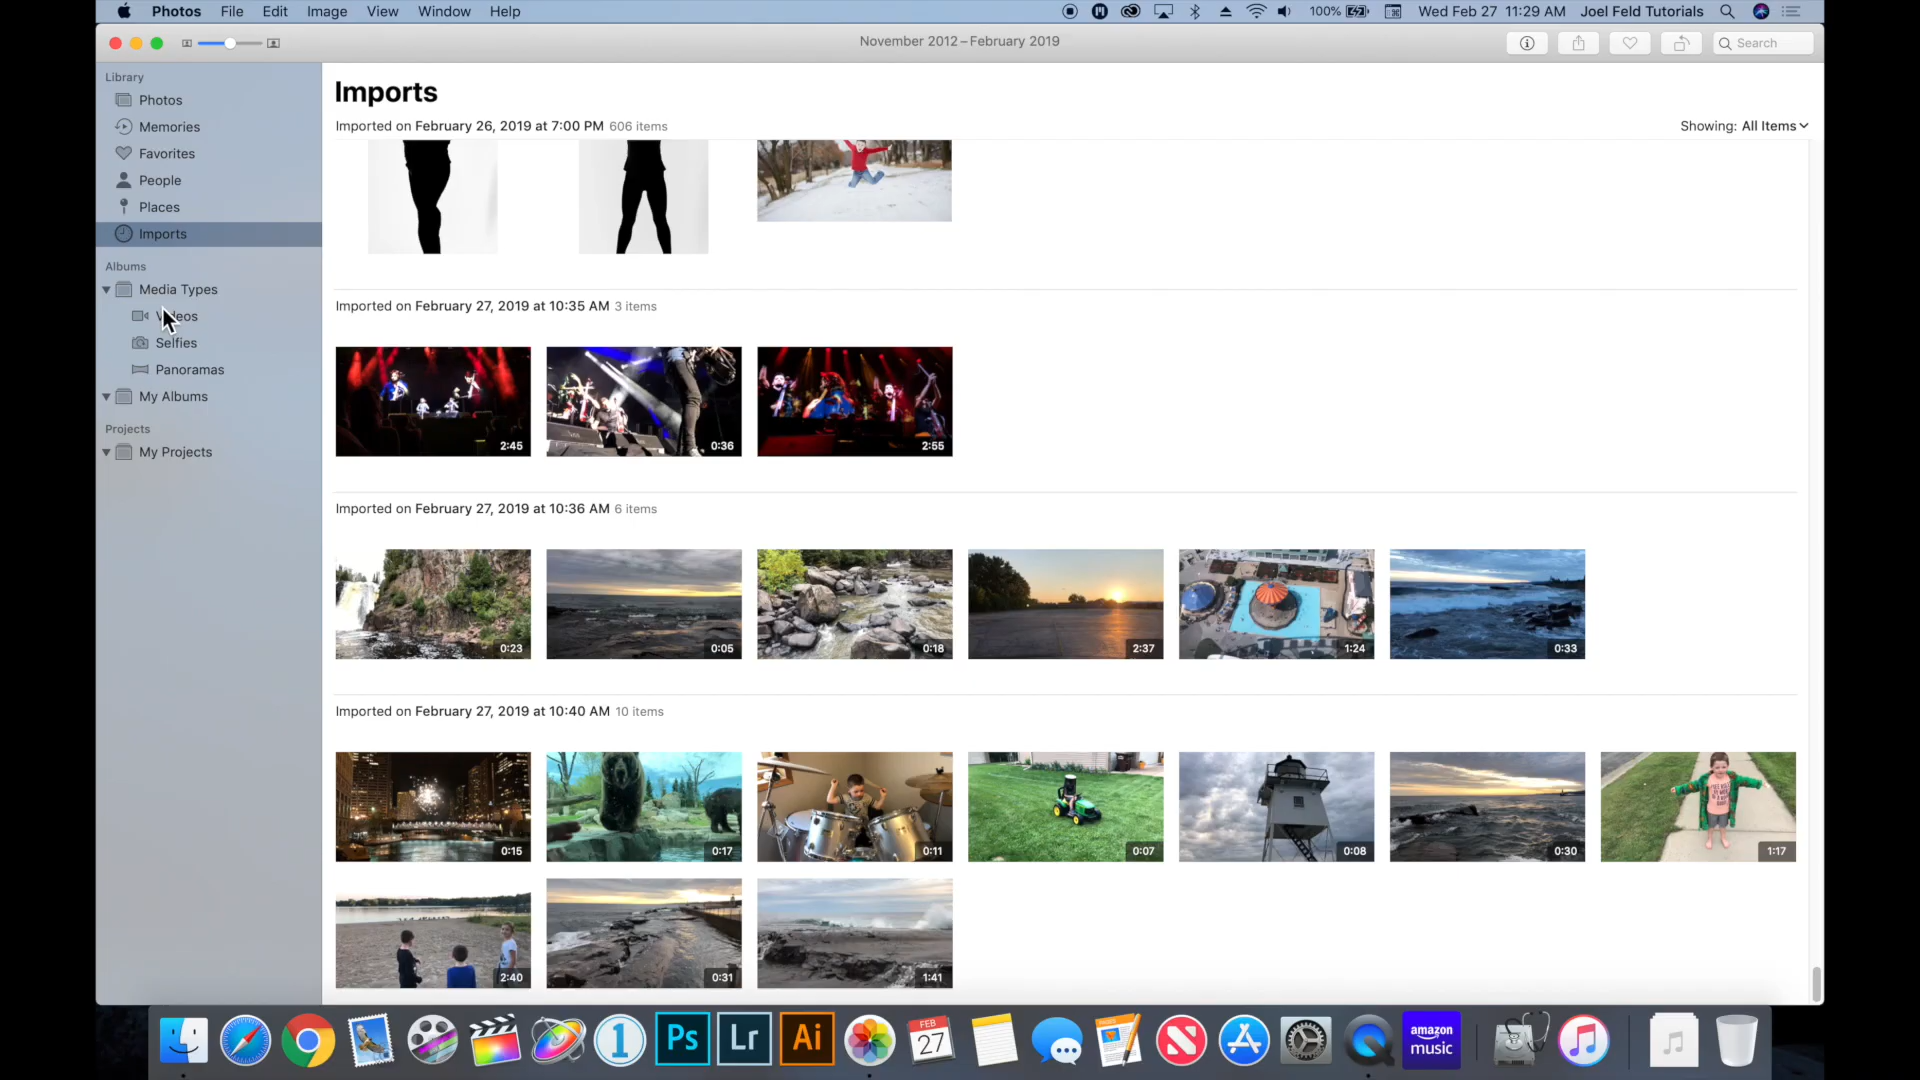 Photos File Edit Image View Window Help 100% Wed Feb 27 11:29 AM Joel Feld Tutorials
November 2012 – February 2019
Search
Library
Photos
Memories
Favorites
People
Places
Imports
Albums
Media Types
Selfies
Panoramas
My Albums
Projects
My Projects
Imports
Imported on February 26, 2019 at 7:00 PM 606 items
Showing: All Items
Imported on February 27, 2019 at 10:35 AM 3 items
2:45 0:36 2:55
Imported on February 27, 2019 at 10:36 AM 6 items
0:23 0:05 0:18 2:37 1:24 0:33
Imported on February 27, 2019 at 10:40 AM 10 items
0:15 0:17 0:11 0:07 0:08 0:30 1:17
2:40 0:31 1:41
1 Ps Lr Ai FEB 27 amazon music